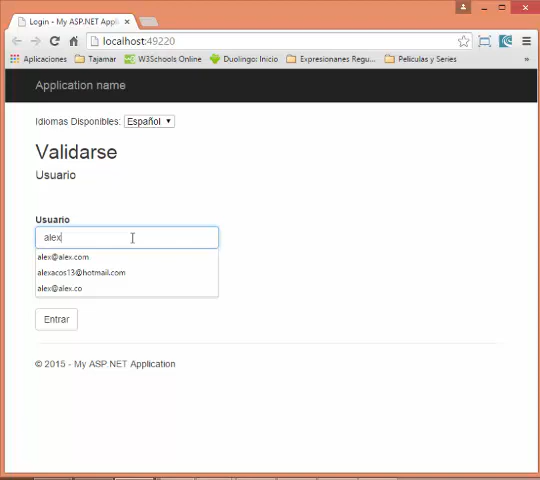 Login - My ASP.NET Appli
localhost:49220
Aplicaciones Tajamar W3Schools Online Duolingo: Inicio Expresionanes Regu... Películas y Series »
Application name
Idiomas Disponibles: Español
Validarse
Usuario
Usuario
alex
alex@alex.com
alexacos13@hotmail.com
alex@alex.co
Entrar
© 2015 - My ASP.NET Application